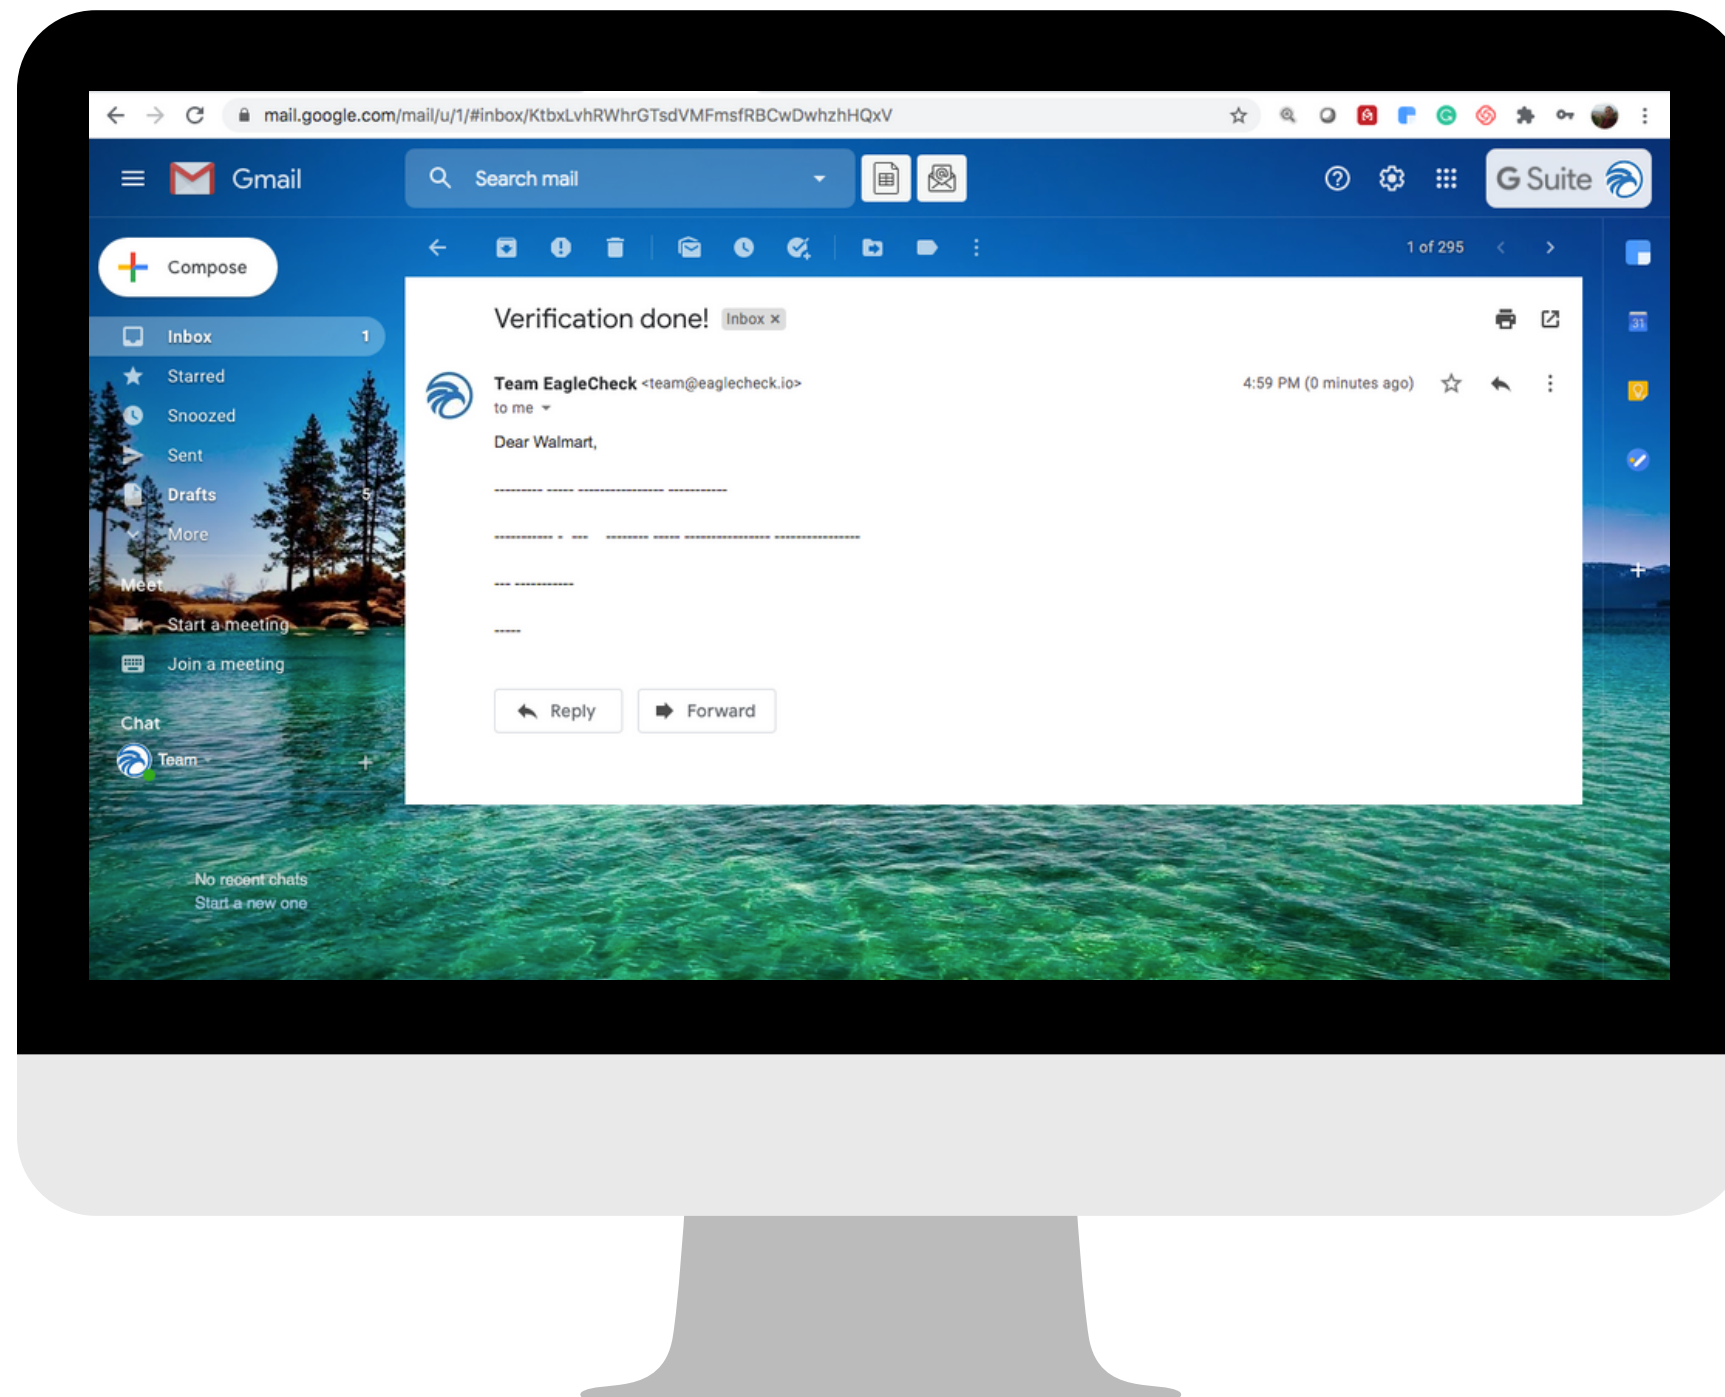 mail.google.com/mail/u/1/#inbox/KtbxLvhRWhrGTsdVMFmsfRBCwDwhzhHQxV
Gmail
Search mail
G Suite
Compose
1 of 295
Inbox 1
Starred
Snoozed
Sent
Drafts 5
More
Meet
Start a meeting
Join a meeting
Chat
Team
No recent chats
Start a new one
Verification done! Inbox ×
Team EagleCheck <team@eaglecheck.io>
4:59 PM (0 minutes ago)
to me
Dear Walmart,
--------- ----- ---------------- -----------
----------- - --- -------- ----- ---------------- ----------------
--- -----------
-----
Reply
Forward
31